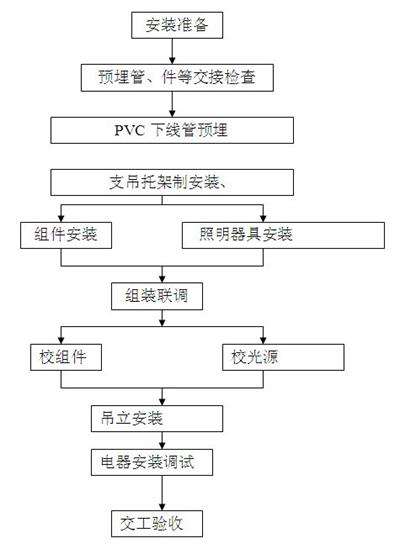 安装准备
预埋管、件等交接检查
PVC 下线管预埋
支吊托架制安装、
组件安装
照明器具安装
组装联调
校组件
校光源
吊立安装
电器安装调试
交工验收